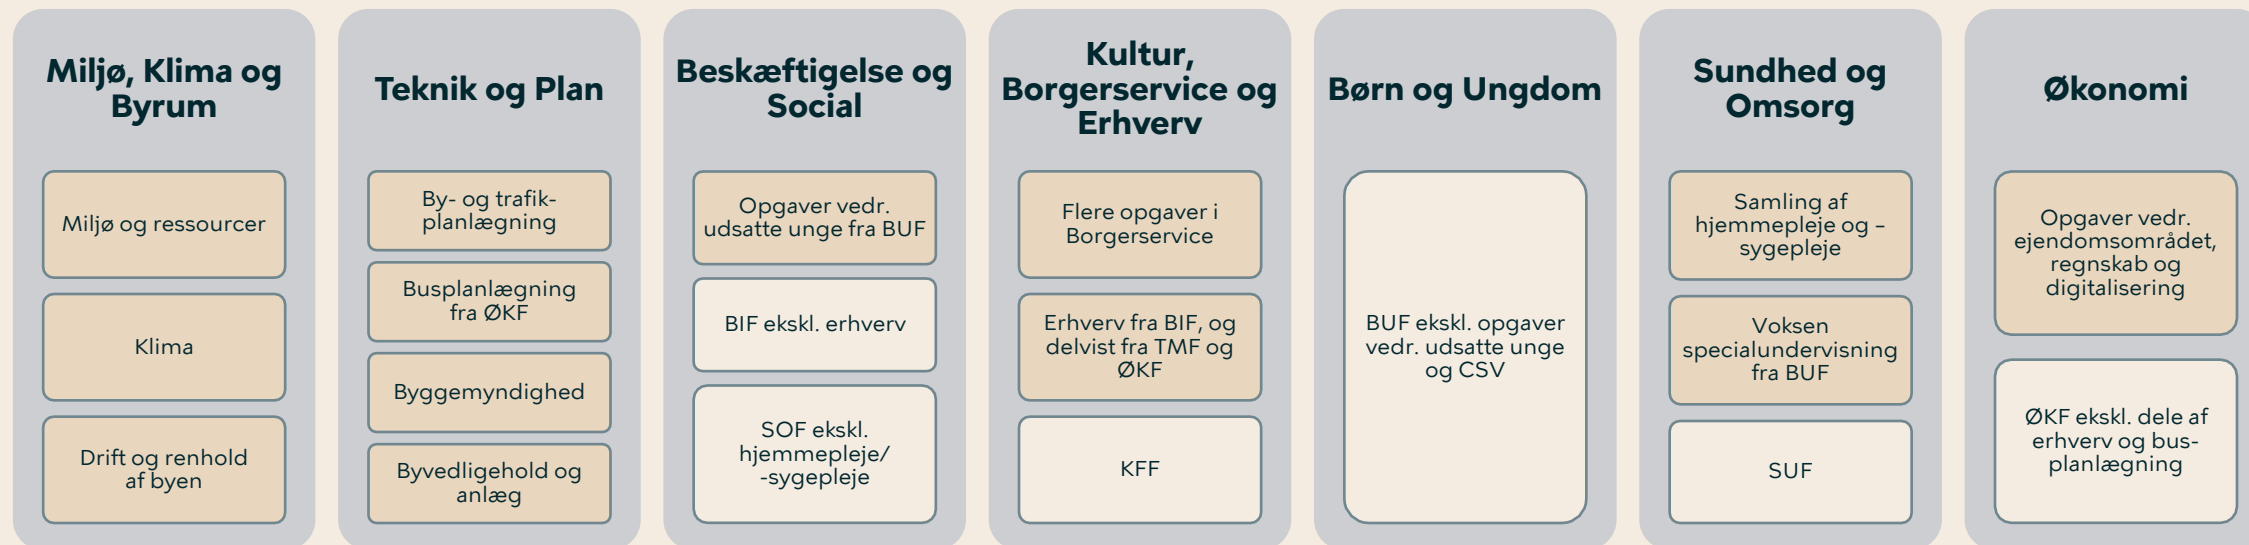 Miljø, Klima og
Byrum
Miljø og ressourcer
Klima
Drift og renhold
af byen
Teknik og Plan
By- og trafik-
planlægning
Busplanlægning
fra ØKF
Byggemyndighed
Byvedligehold og
anlæg
Beskæftigelse og
Social
Opgaver vedr.
udsatte unge fra BUF
BIF ekskl. erhverv
SOF ekskl.
hjemmepleje/
-sygepleje
Kultur,
Borgerservice og
Erhverv
Flere opgaver i
Borgerservice
Erhverv fra BIF, og
delvist fra TMF og
ØKF
KFF
Børn og Ungdom
BUF ekskl. opgaver
vedr. udsatte unge
og CSV
Sundhed og
Omsorg
Samling af
hjemmepleje og –
sygepleje
Voksen
specialundervisning
fra BUF
SUF
Økonomi
Opgaver vedr.
ejendomsområdet,
regnskab og
digitalisering
ØKF ekskl. dele af
erhverv og bus-
planlægning